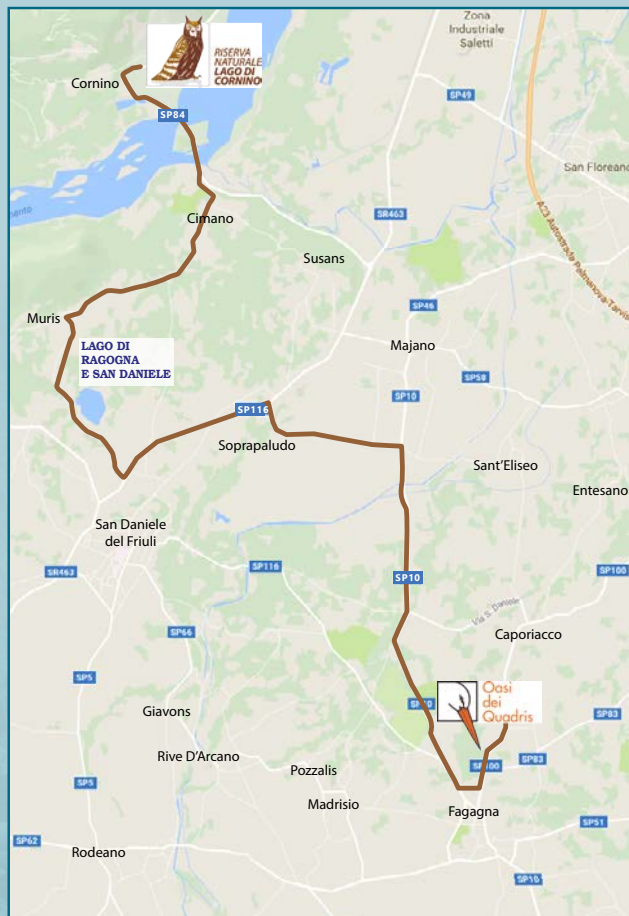 Zona
Industriale
Saletti
RISERVA
NATURALE
LAGO DI
CORNINO
Cornino
SP49
SP84
San Floreano
A23 Autostrada Palmanova-Tarvis
SR463
Cimano
Susans
SP46
Muris
LAGO DI
RAGOGNA
E SAN DANIELE
Majano
SP58
SP10
SP116
Soprapaludo
Sant'Eliseo
Entesano
San Daniele
del Friuli
SP116
SR463
SP10
SP100
Via S. Daniele
SP66
Caporiacco
SP5
Oasi
dei
Quadris
Giavons
SP83
Rive D'Arcano
SP83
Pozzalis
SP5
Madrisio
Fagagna
SP51
SP62
Rodeano
SP10